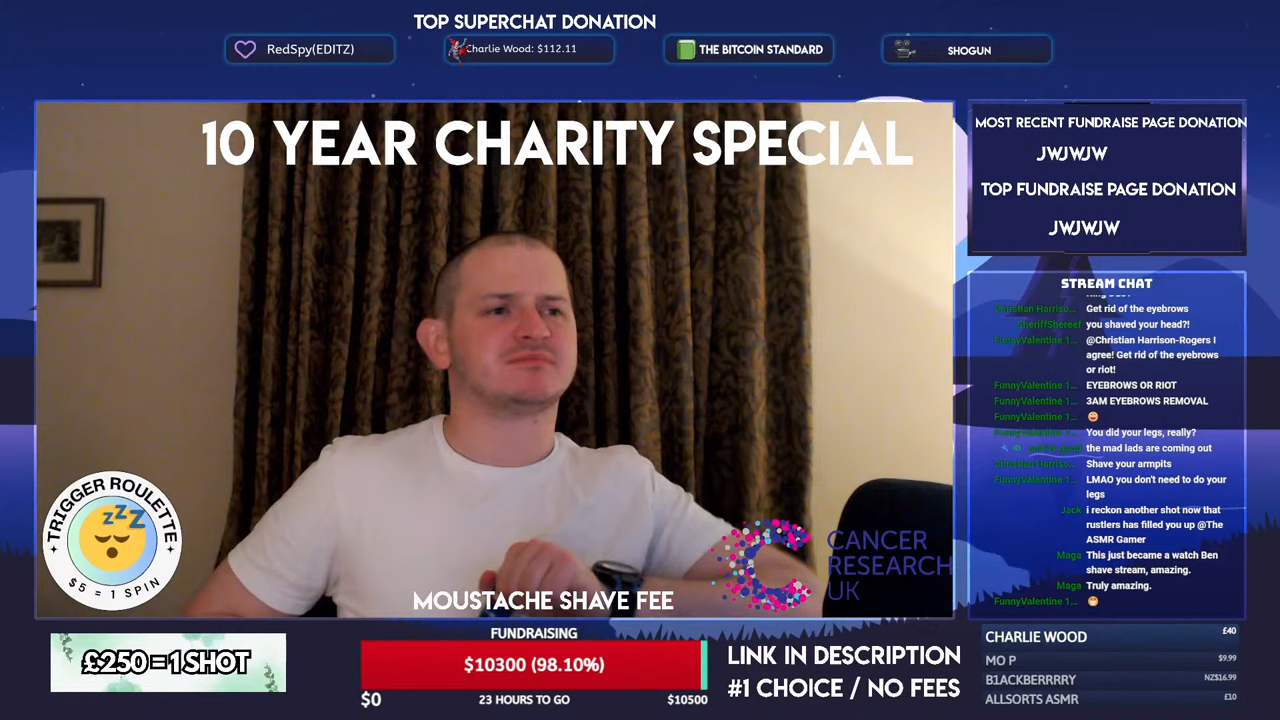 TOP SUPERCHAT DONATION
RedSpy(EDITZ)
Charlie Wood: $112.11
THE BITCOIN STANDARD
SHOGUN
10 YEAR CHARITY SPECIAL
MOST RECENT FUNDRAISE PAGE DONATION
JWJWJW
TOP FUNDRAISE PAGE DONATION
JWJWJW
STREAM CHAT
Christian Harriso... Get rid of the eyebrows
SheriffShereef you shaved your head?!
FunnyValentine 1... @Christian Harrison-Rogers I
agree! Get rid of the eyebrows
or riot!
FunnyValentine 1... EYEBROWS OR RIOT
FunnyValentine 1... 3AM EYEBROWS REMOVAL
FunnyValentine 1... 😄
FunnyValentine 1... You did your legs, really?
the mad lads are coming out
Christian Harriso... Shave your armpits
FunnyValentine 1... LMAO you don't need to do your
legs
Jack i reckon another shot now that
rustlers has filled you up @The
ASMR Gamer
Maga This just became a watch Ben
shave stream, amazing.
Maga Truly amazing.
FunnyValentine 1... 😁
TRIGGER ROULETTE
ZZZ
$5 = 1 SPIN
CANCER
RESEARCH
UK
MOUSTACHE SHAVE FEE
£250 = 1 SHOT
FUNDRAISING
$10300 (98.10%)
$0
23 HOURS TO GO
$10500
LINK IN DESCRIPTION
#1 CHOICE / NO FEES
CHARLIE WOOD £40
MO P $9.99
B1ACKBERRRRY NZ$16.99
ALLSORTS ASMR £10